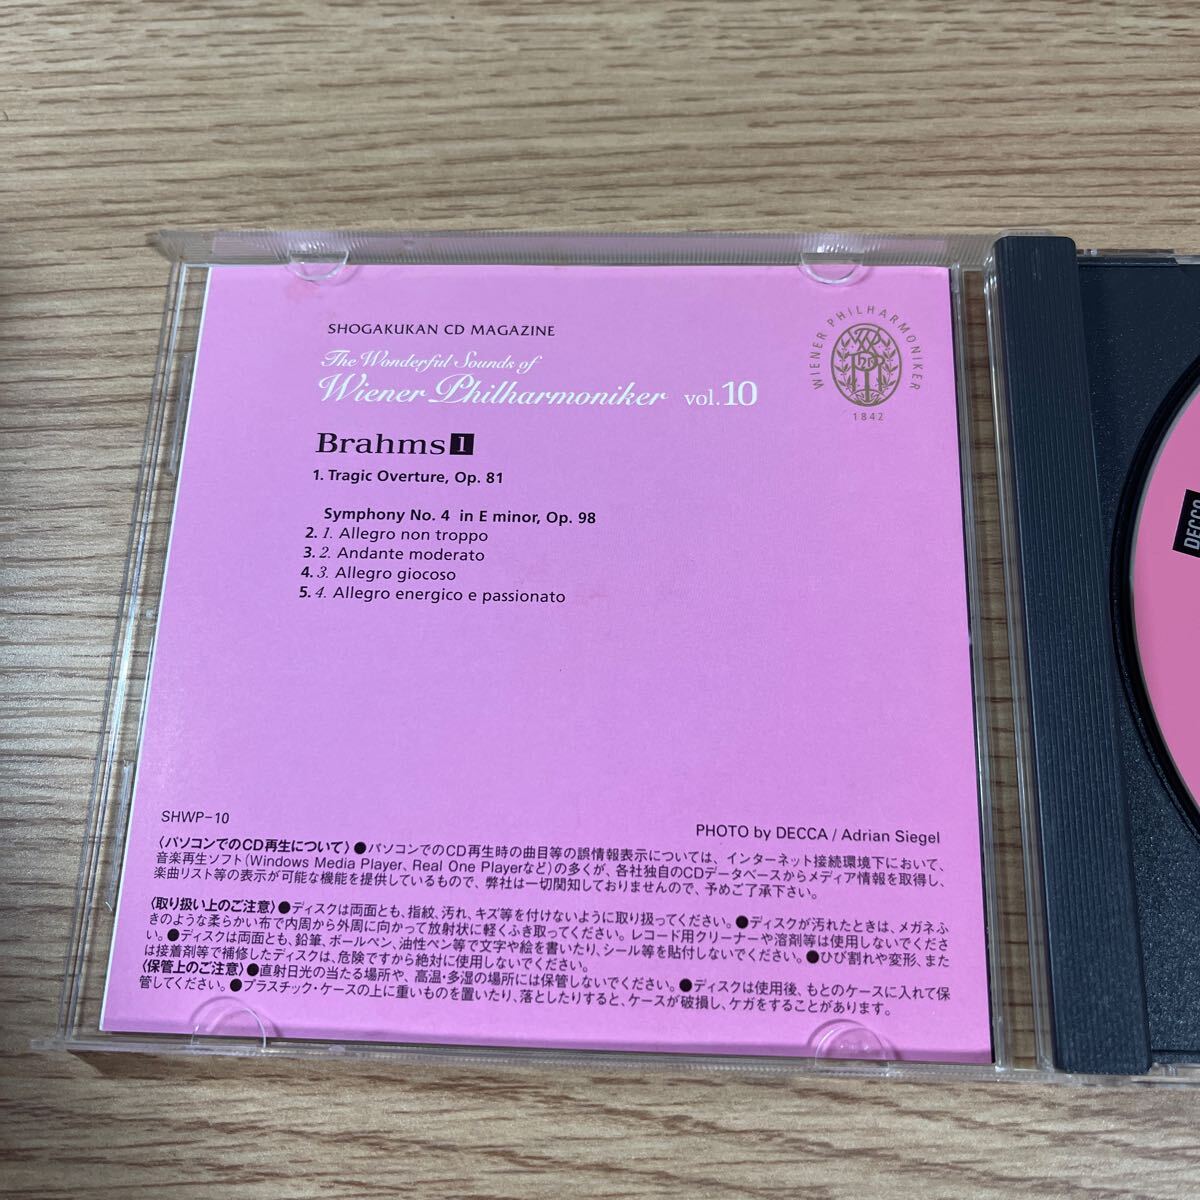 SHOGAKUKAN CD MAGAZINE
The Wonderful Sounds of
Wiener Philharmoniker vol.10
WIENER PHILHARMONIKER
1842
Brahms 1
1. Tragic Overture, Op. 81
Symphony No. 4 in E minor, Op. 98
2. 1. Allegro non troppo
3. 2. Andante moderato
4. 3. Allegro giocoso
5. 4. Allegro energico e passionato
DECCA
SHWP-10
PHOTO by DECCA / Adrian Siegel
〈パソコンでのCD再生について〉●パソコンでのCD再生時の曲目等の誤情報表示については、インターネット接続環境下において、
音楽再生ソフト(Windows Media Player、Real One Playerなど)の多くが、各社独自のCDデータベースからメディア情報を取得し、
楽曲リスト等の表示が可能な機能を提供しているもので、弊社は一切関知しておりませんので、予めご了承下さい。
〈取り扱い上のご注意〉●ディスクは両面とも、指紋、汚れ、キズ等を付けないように取り扱ってください。●ディスクが汚れたときは、メガネふ
きのような柔らかい布で内周から外周に向かって放射状に軽くふき取ってください。レコード用クリーナーや溶剤等は使用しないでくださ
い。●ディスクは両面とも、鉛筆、ボールペン、油性ペン等で文字や絵を書いたり、シール等を貼付しないでください。●ひび割れや変形、また
は接着剤等で補修したディスクは、危険ですから絶対に使用しないでください。
〈保管上のご注意〉●直射日光の当たる場所や、高温・多湿の場所には保管しないでください。●ディスクは使用後、もとのケースに入れて保
管してください。●プラスチック・ケースの上に重いものを置いたり、落としたりすると、ケースが破損し、ケガをすることがあります。